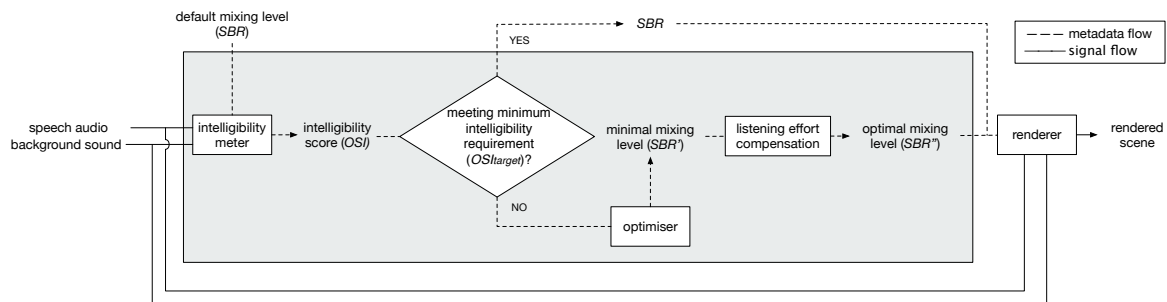 default mixing level
(SBR)
SBR
YES
metadata flow
signal flow
speech audio
background sound
intelligibility
meter
intelligibility
score (OSI)
meeting minimum
intelligibility
requirement
(OSItarget)?
minimal mixing
level (SBR')
listening effort
compensation
optimal mixing
level (SBR'')
renderer
rendered
scene
NO
optimiser